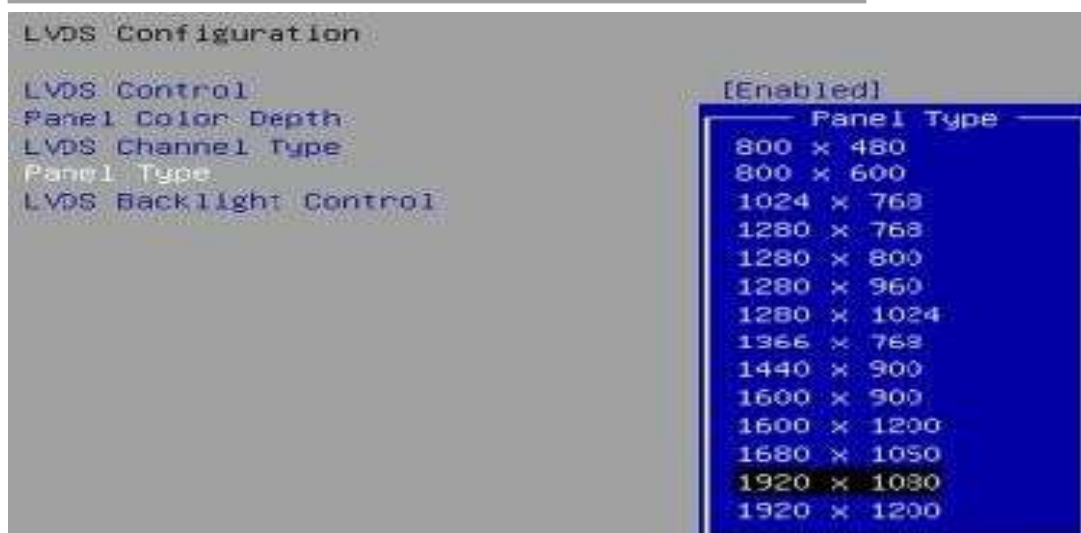 LVDS Configuration
LVDS Control [Enabled]
Panel Color Depth
LVDS Channel Type
Panel Type
LVDS Backlight Control
Panel Type
800 x 480
800 x 600
1024 x 768
1280 x 768
1280 x 800
1280 x 960
1280 x 1024
1366 x 768
1440 x 900
1600 x 900
1600 x 1200
1680 x 1050
1920 x 1080
1920 x 1200